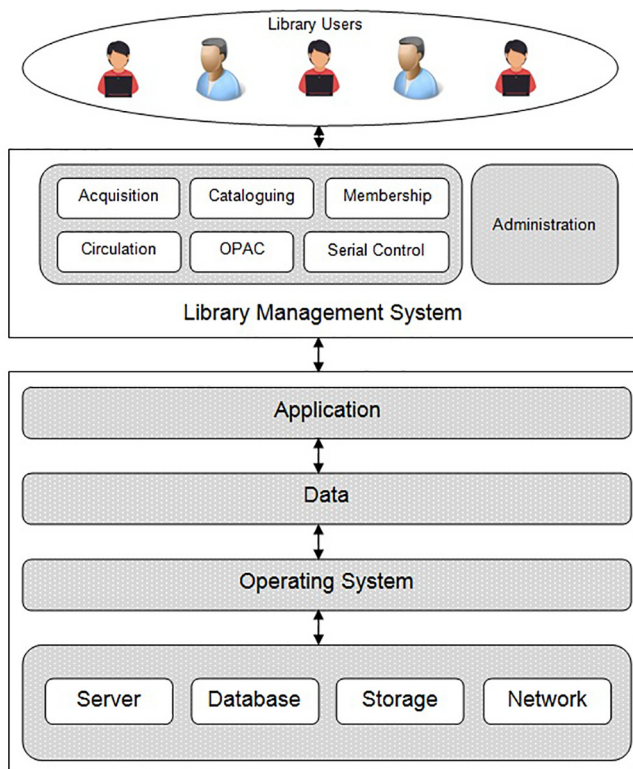 Library Users
Acquisition
Cataloguing
Membership
Circulation
OPAC
Serial Control
Administration
Library Management System
Application
Data
Operating System
Server
Database
Storage
Network